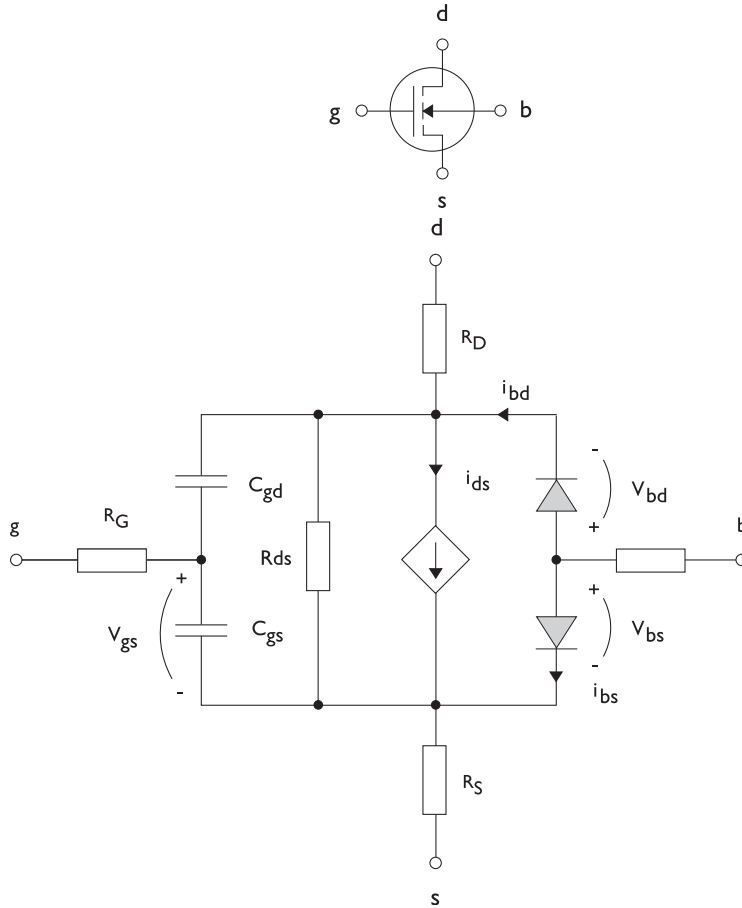 d
g
b
s
d
R_D
i_bd
C_gd
i_ds
-
V_bd
+
g
R_G
Rds
b
+
V_gs
-
C_gs
+
V_bs
-
i_bs
R_S
s